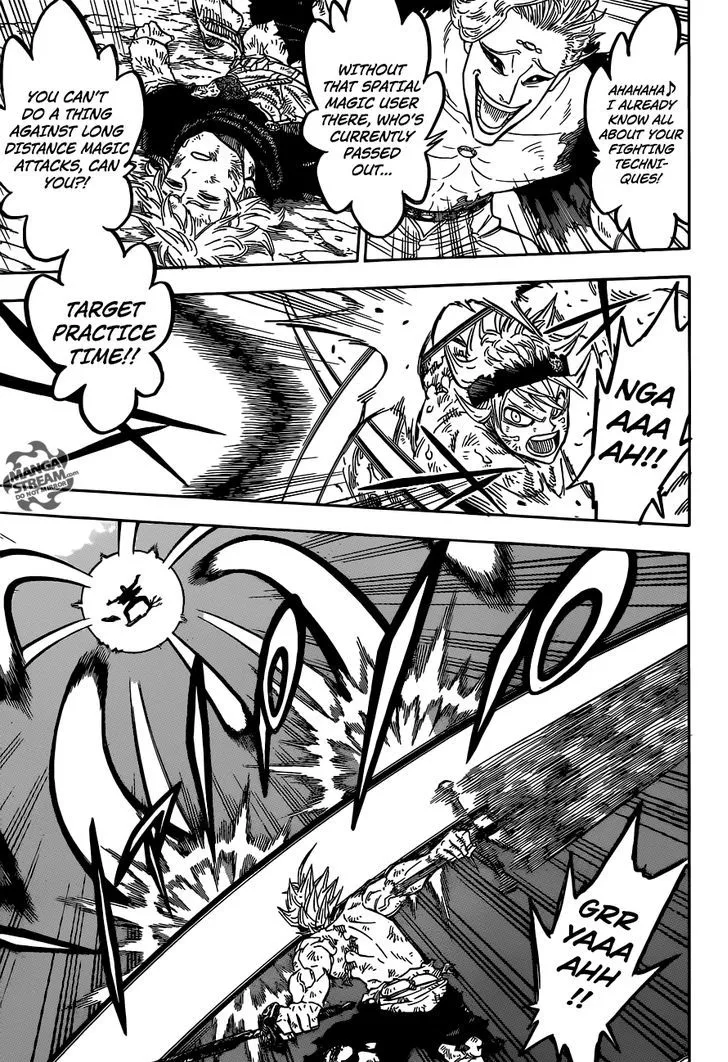 AHAHAHA♪
I ALREADY
KNOW ALL
ABOUT YOUR
FIGHTING
TECHNI-
QUES!
WITHOUT
THAT SPATIAL
MAGIC USER
THERE, WHO'S
CURRENTLY
PASSED
OUT...
YOU CAN'T
DO A THING
AGAINST LONG
DISTANCE MAGIC
ATTACKS, CAN
YOU?!
TARGET
PRACTICE
TIME!!
NGA
AAA
AH!!
MANGA
STREAM.com
DO NOT MIRROR
GRR
YAAA
AHH
!!